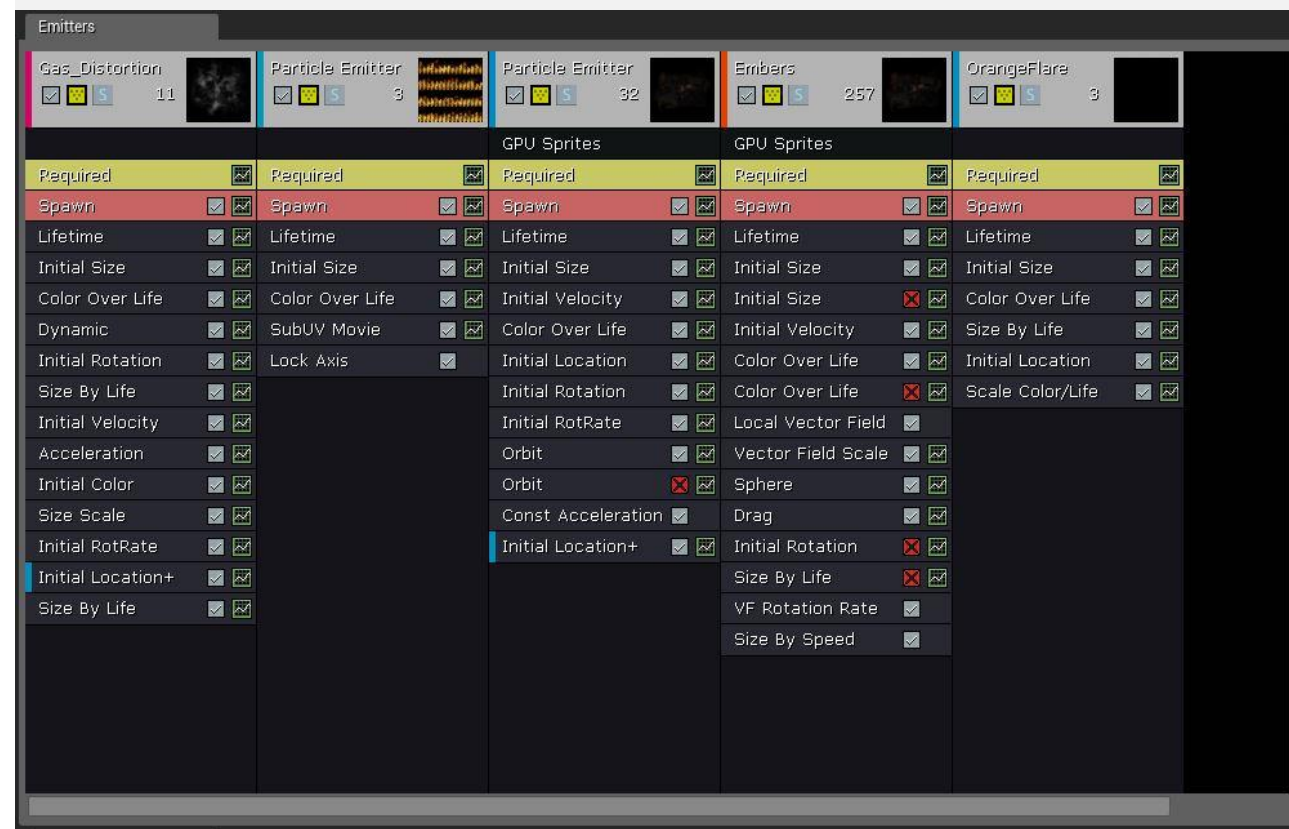 Emitters
Gas_Distortion
S 11
Required
Spawn
Lifetime
Initial Size
Color Over Life
Dynamic
Initial Rotation
Size By Life
Initial Velocity
Acceleration
Initial Color
Size Scale
Initial RotRate
Initial Location+
Size By Life
Particle Emitter
S 3
Required
Spawn
Lifetime
Initial Size
Color Over Life
SubUV Movie
Lock Axis
Particle Emitter
S 32
GPU Sprites
Required
Spawn
Lifetime
Initial Size
Initial Velocity
Color Over Life
Initial Location
Initial Rotation
Initial RotRate
Orbit
Orbit
Const Acceleration
Initial Location+
Embers
S 257
GPU Sprites
Required
Spawn
Lifetime
Initial Size
Initial Size
Initial Velocity
Color Over Life
Color Over Life
Local Vector Field
Vector Field Scale
Sphere
Drag
Initial Rotation
Size By Life
VF Rotation Rate
Size By Speed
OrangeFlare
S 3
Required
Spawn
Lifetime
Initial Size
Color Over Life
Size By Life
Initial Location
Scale Color/Life